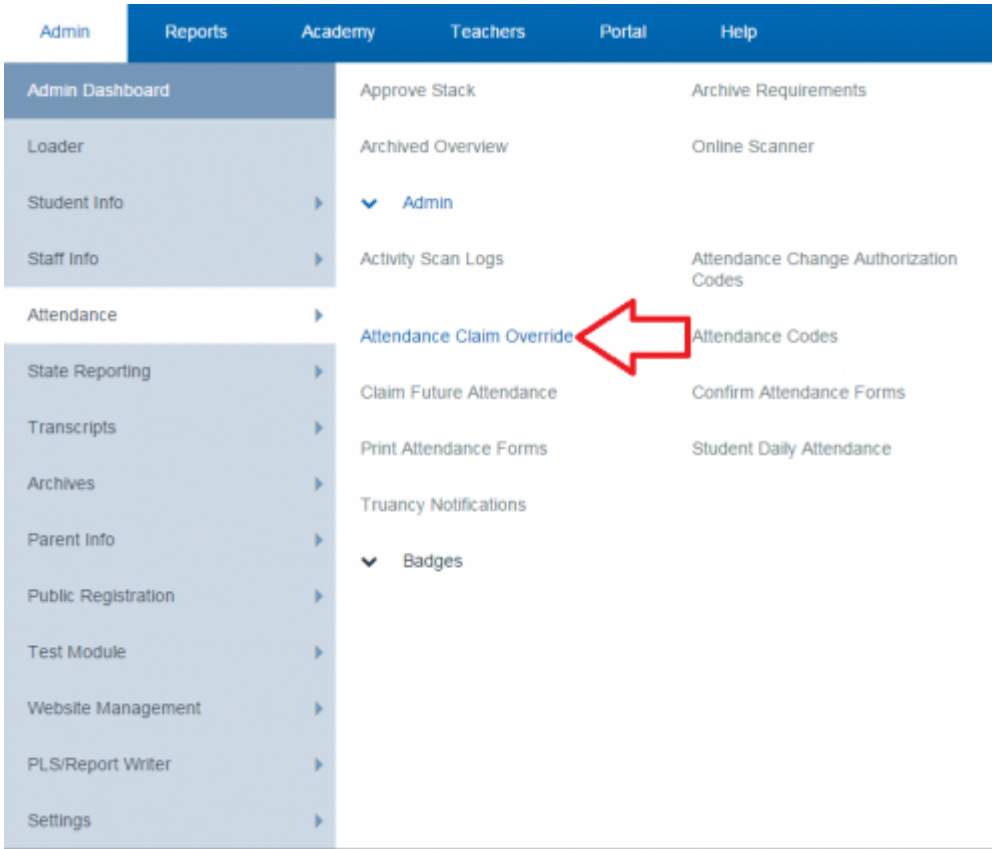 Admin Reports Academy Teachers Portal Help
Admin Dashboard
Loader
Student Info
Staff Info
Attendance
State Reporting
Transcripts
Archives
Parent Info
Public Registration
Test Module
Website Management
PLS/Report Writer
Settings
Approve Stack Archive Requirements
Archived Overview Online Scanner
Admin
Activity Scan Logs Attendance Change Authorization
Codes
Attendance Claim Override Attendance Codes
Claim Future Attendance Confirm Attendance Forms
Print Attendance Forms Student Daily Attendance
Truancy Notifications
Badges